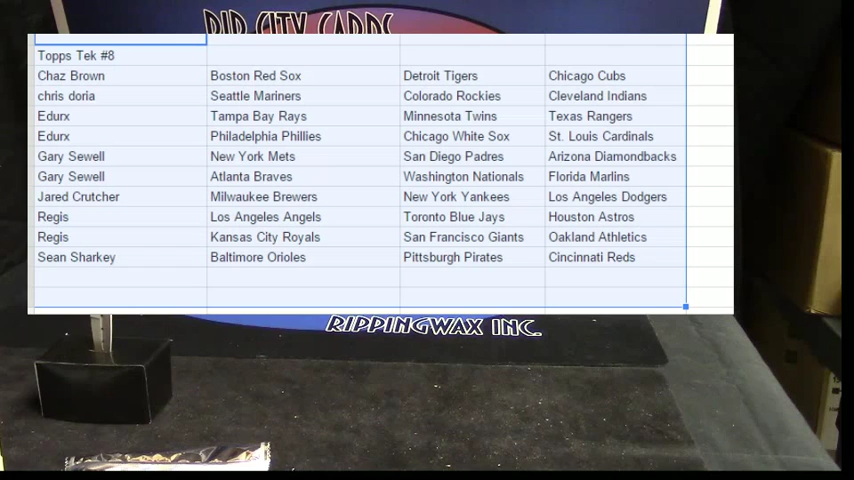 RIP CITY CARDS
Topps Tek #8
Chaz Brown Boston Red Sox Detroit Tigers Chicago Cubs
chris doria Seattle Mariners Colorado Rockies Cleveland Indians
Edurx Tampa Bay Rays Minnesota Twins Texas Rangers
Edurx Philadelphia Phillies Chicago White Sox St. Louis Cardinals
Gary Sewell New York Mets San Diego Padres Arizona Diamondbacks
Gary Sewell Atlanta Braves Washington Nationals Florida Marlins
Jared Crutcher Milwaukee Brewers New York Yankees Los Angeles Dodgers
Regis Los Angeles Angels Toronto Blue Jays Houston Astros
Regis Kansas City Royals San Francisco Giants Oakland Athletics
Sean Sharkey Baltimore Orioles Pittsburgh Pirates Cincinnati Reds
RIPPINGWAX INC.